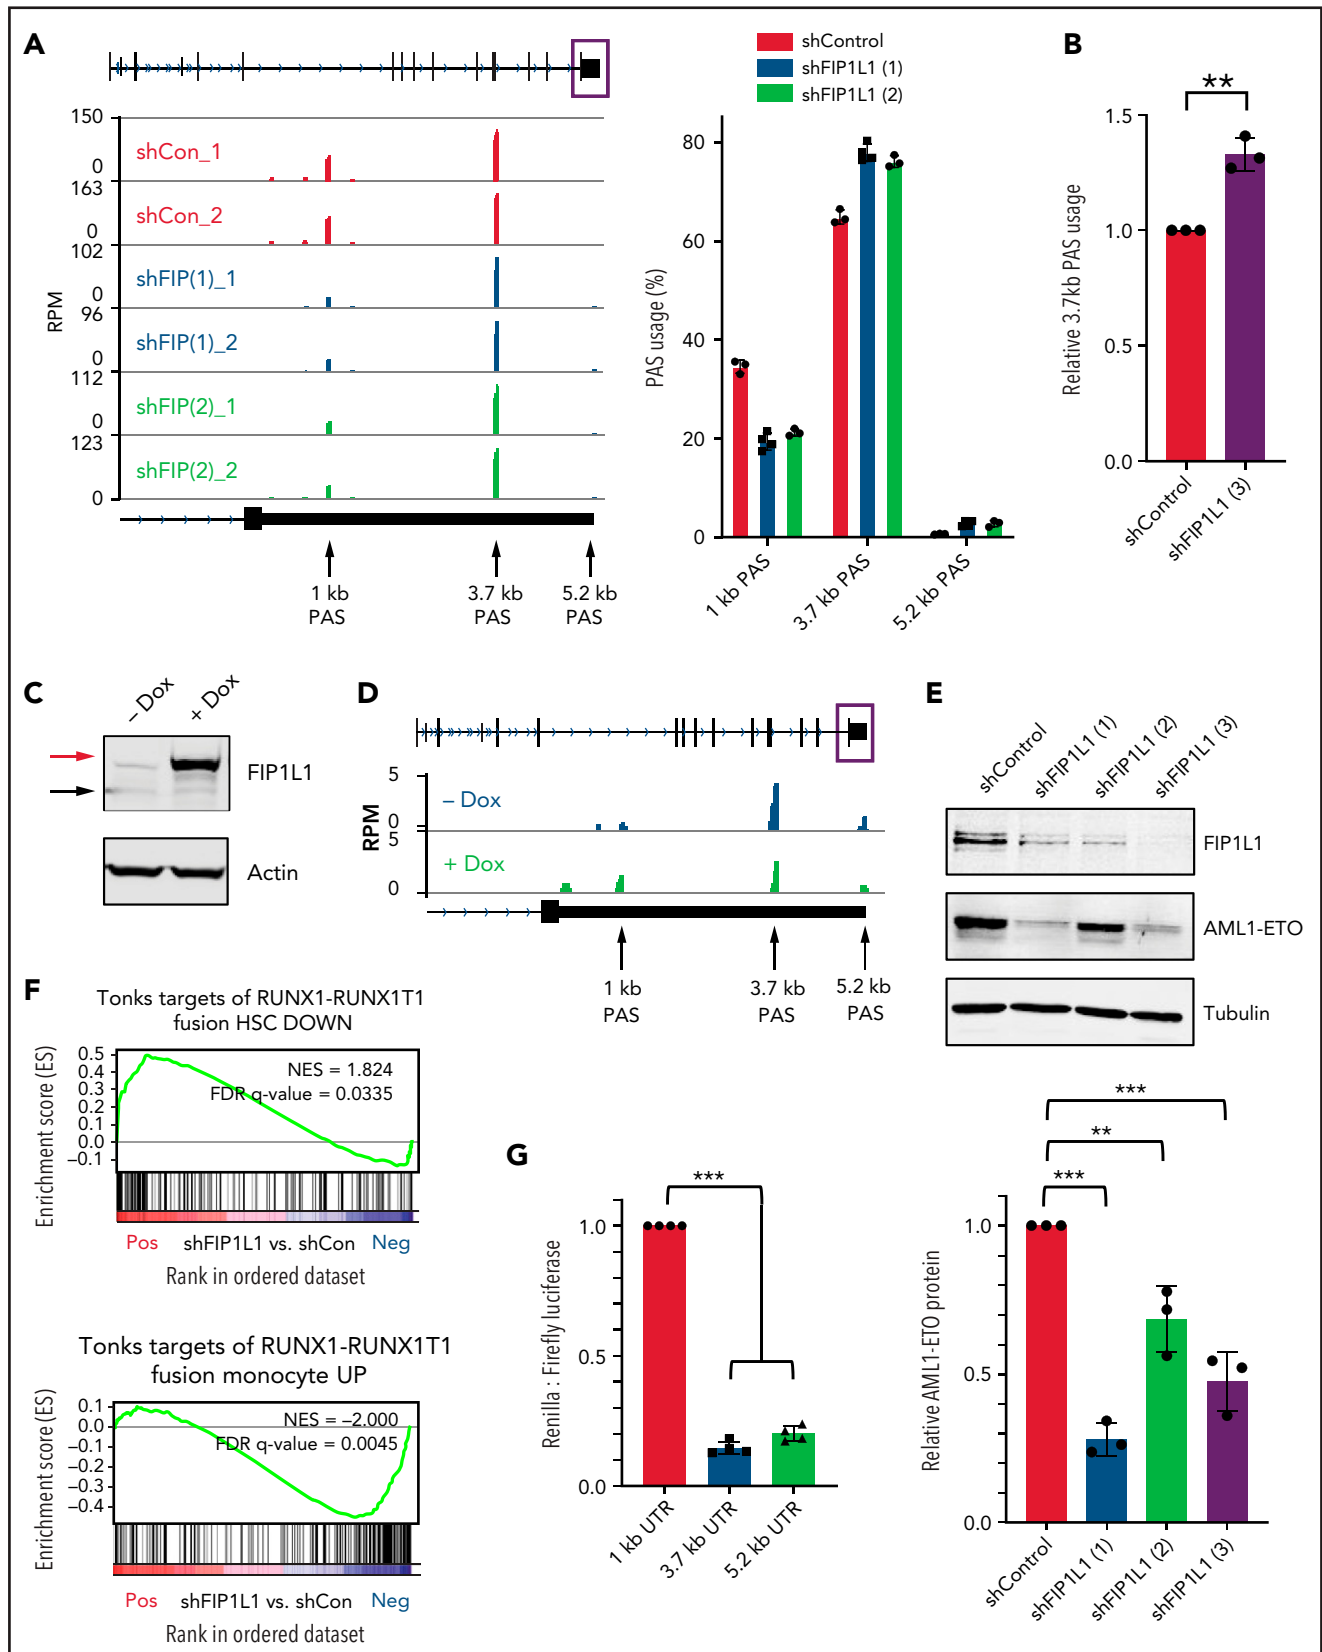 A
shControl
shFIP1L1 (1)
shFIP1L1 (2)
150
0
shCon_1
163
0
shCon_2
102
0
shFIP(1)_1
96
0
shFIP(1)_2
112
0
shFIP(2)_1
123
0
shFIP(2)_2
RPM
1 kb
PAS
3.7 kb
PAS
5.2 kb
PAS
PAS usage (%)
80
60
40
20
0
1 kb PAS
3.7 kb PAS
5.2 kb PAS
B
**
Relative 3.7kb PAS usage
1.5
1.0
0.5
0.0
shControl
shFIP1L1 (3)
C
– Dox
+ Dox
FIP1L1
Actin
D
RPM
5
0
– Dox
5
0
+ Dox
1 kb
PAS
3.7 kb
PAS
5.2 kb
PAS
E
shControl
shFIP1L1 (1)
shFIP1L1 (2)
shFIP1L1 (3)
FIP1L1
AML1-ETO
Tubulin
***
**
***
Relative AML1-ETO protein
1.0
0.5
0.0
shControl
shFIP1L1 (1)
shFIP1L1 (2)
shFIP1L1 (3)
F
Tonks targets of RUNX1-RUNX1T1
fusion HSC DOWN
Enrichment score (ES)
0.5
0.4
0.3
0.2
0.1
0.0
–0.1
NES = 1.824
FDR q-value = 0.0335
Pos shFIP1L1 vs. shCon Neg
Rank in ordered dataset
Tonks targets of RUNX1-RUNX1T1
fusion monocyte UP
Enrichment score (ES)
0.1
0.0
–0.1
–0.2
–0.3
–0.4
NES = –2.000
FDR q-value = 0.0045
Pos shFIP1L1 vs. shCon Neg
Rank in ordered dataset
G
***
Renilla : Firefly luciferase
1.0
0.5
0.0
1 kb UTR
3.7 kb UTR
5.2 kb UTR